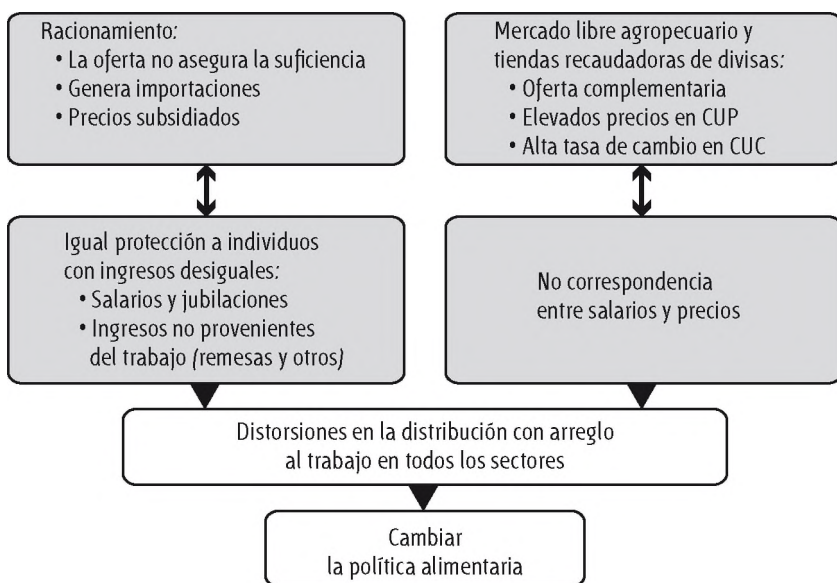 Racionamiento:
• La oferta no asegura la suficiencia
• Genera importaciones
• Precios subsidiados
Mercado libre agropecuario y
tiendas recaudadoras de divisas:
• Oferta complementaria
• Elevados precios en CUP
• Alta tasa de cambio en CUC
Igual protección a individuos
con ingresos desiguales:
• Salarios y jubilaciones
• Ingresos no provenientes
del trabajo (remesas y otros)
No correspondencia
entre salarios y precios
Distorsiones en la distribución con arreglo
al trabajo en todos los sectores
Cambiar
la política alimentaria